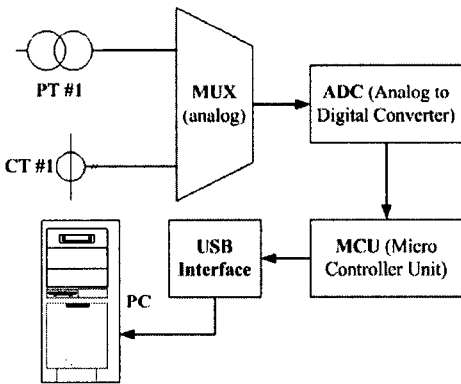 PT #1
CT #1
MUX
(analog)
ADC (Analog to
Digital Converter)
MCU (Micro
Controller Unit)
USB
Interface
PC